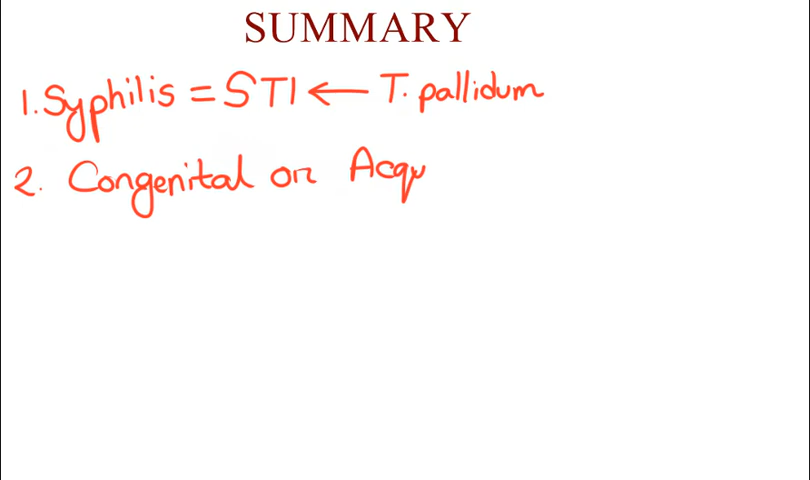 SUMMARY
1. Syphilis = STI ← T. pallidum
2. Congenital or Acqu